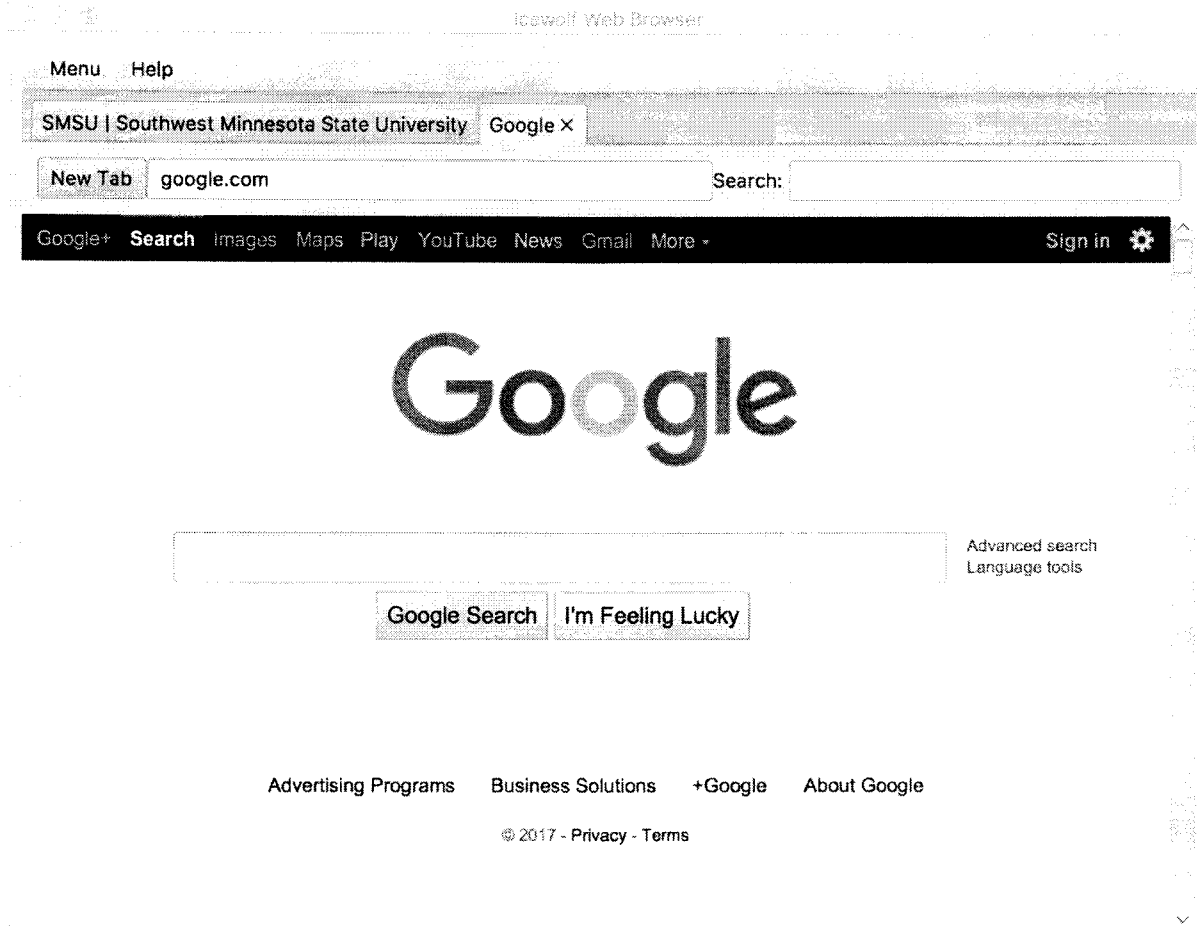 Icewolf Web Browser
Menu Help
SMSU | Southwest Minnesota State University Google ×
New Tab google.com Search:
Google+ Search Images Maps Play YouTube News Gmail More Sign in
Google
Advanced search
Language tools
Google Search I'm Feeling Lucky
Advertising Programs Business Solutions +Google About Google
© 2017 - Privacy - Terms